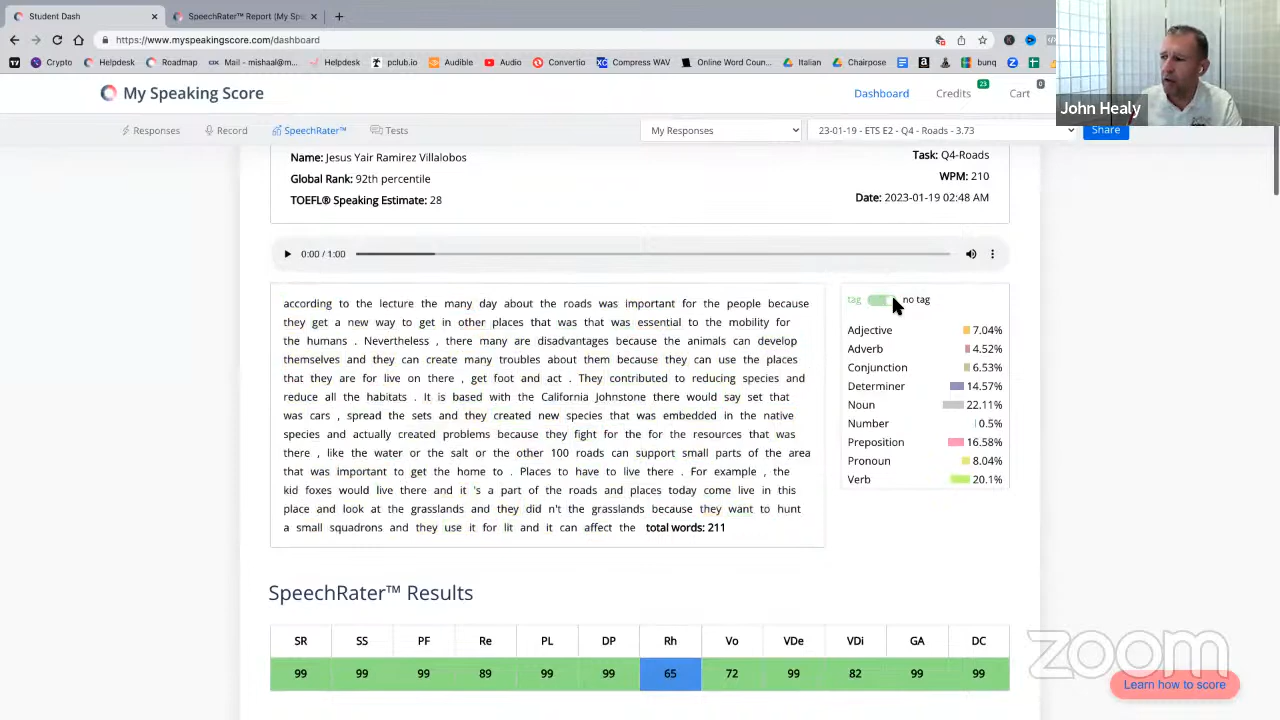 Student Dash
SpeechRater™ Report (My Spe
https://www.myspeakingscore.com/dashboard
Crypto
Helpdesk
Roadmap
Mail - mishaal@m...
Helpdesk
pclub.io
Audible
Audio
Convertio
Compress WAV
Online Word Coun...
Italian
Chairpose
bunq
John Healy
My Speaking Score
Dashboard
Credits
23
Cart
0
Responses
Record
SpeechRater™
Tests
My Responses
23-01-19 - ETS E2 - Q4 - Roads - 3.73
Share
Name: Jesus Yair Ramirez Villalobos
Task: Q4-Roads
Global Rank: 92th percentile
WPM: 210
TOEFL® Speaking Estimate: 28
Date: 2023-01-19 02:48 AM
0:00 / 1:00
according to the lecture the many day about the roads was important for the people because
they get a new way to get in other places that was that was essential to the mobility for
the humans . Nevertheless , there many are disadvantages because the animals can develop
themselves and they can create many troubles about them because they can use the places
that they are for live on there , get foot and act . They contributed to reducing species and
reduce all the habitats . It is based with the California Johnstone there would say set that
was cars , spread the sets and they created new species that was embedded in the native
species and actually created problems because they fight for the for the resources that was
there , like the water or the salt or the other 100 roads can support small parts of the area
that was important to get the home to . Places to have to live there . For example , the
kid foxes would live there and it 's a part of the roads and places today come live in this
place and look at the grasslands and they did n't the grasslands because they want to hunt
a small squadrons and they use it for lit and it can affect the total words: 211
tag no tag
Adjective 7.04%
Adverb 4.52%
Conjunction 6.53%
Determiner 14.57%
Noun 22.11%
Number 0.5%
Preposition 16.58%
Pronoun 8.04%
Verb 20.1%
SpeechRater™ Results
SR SS PF Re PL DP Rh Vo VDe VDi GA DC
99 99 99 89 99 99 65 72 99 82 99 99
zoom
Learn how to score